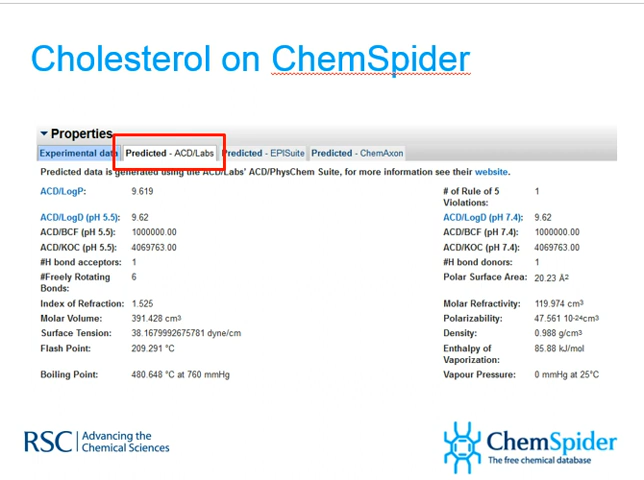 Cholesterol on ChemSpider
Properties
Experimental data Predicted - ACD/Labs Predicted - EPISuite Predicted - ChemAxon
Predicted data is generated using the ACD/Labs' ACD/PhysChem Suite, for more information see their website.
ACD/LogP: 9.619 # of Rule of 5 Violations: 1
ACD/LogD (pH 5.5): 9.62 ACD/LogD (pH 7.4): 9.62
ACD/BCF (pH 5.5): 1000000.00 ACD/BCF (pH 7.4): 1000000.00
ACD/KOC (pH 5.5): 4069763.00 ACD/KOC (pH 7.4): 4069763.00
#H bond acceptors: 1 #H bond donors: 1
#Freely Rotating Bonds: 6 Polar Surface Area: 20.23 Å2
Index of Refraction: 1.525 Molar Refractivity: 119.974 cm3
Molar Volume: 391.428 cm3 Polarizability: 47.561 10-24cm3
Surface Tension: 38.1679992675781 dyne/cm Density: 0.988 g/cm3
Flash Point: 209.291 °C Enthalpy of Vaporization: 85.88 kJ/mol
Boiling Point: 480.648 °C at 760 mmHg Vapour Pressure: 0 mmHg at 25°C
RSC Advancing the
Chemical Sciences
ChemSpider
The free chemical database